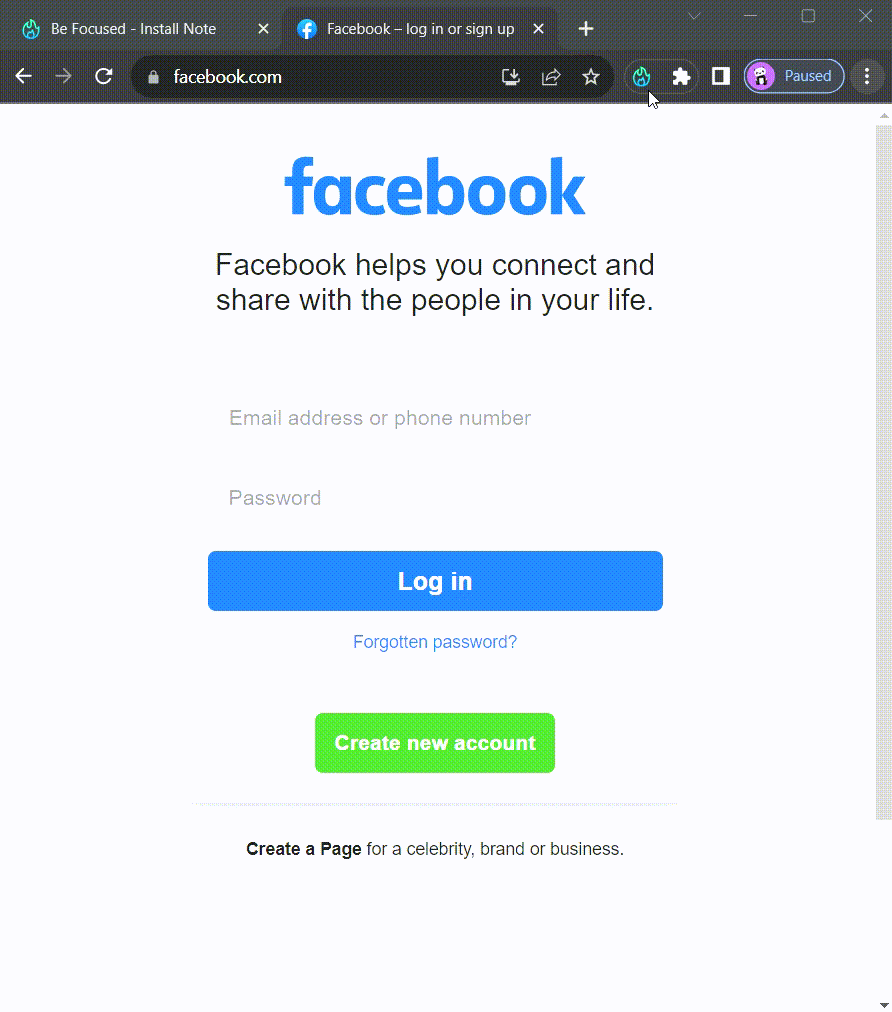 Be Focused - Install Note
Facebook – log in or sign up
facebook.com
Paused
facebook
Facebook helps you connect and
share with the people in your life.
Email address or phone number
Password
Log in
Forgotten password?
Create new account
Create a Page for a celebrity, brand or business.